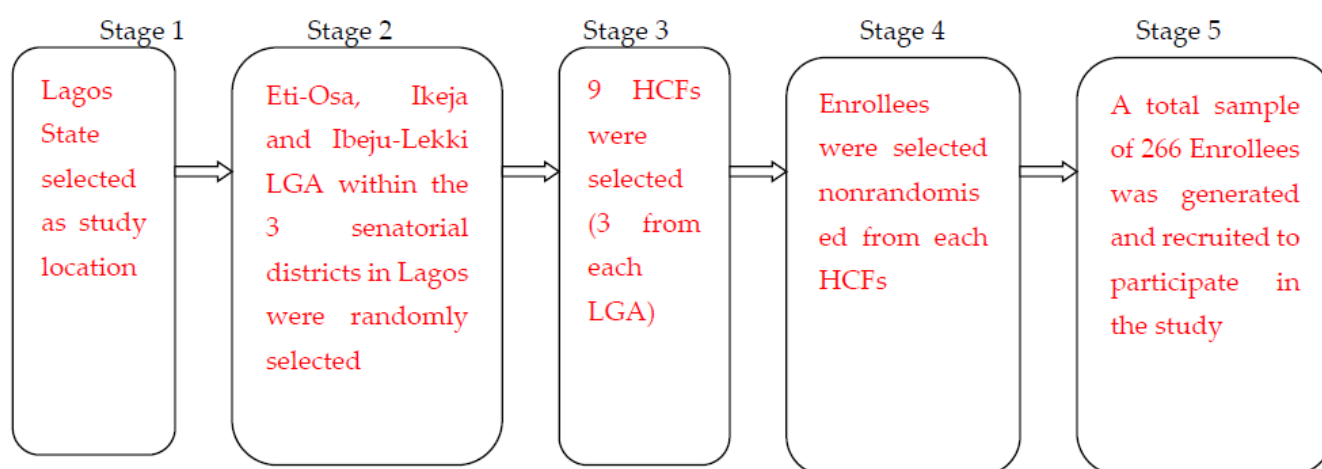 Stage 1
Lagos
State
selected
as study
location
Stage 2
Eti-Osa, Ikeja
and Ibeju-Lekki
LGA within the
3 senatorial
districts in Lagos
were randomly
selected
Stage 3
9 HCFs
were
selected
(3 from
each
LGA)
Stage 4
Enrollees
were selected
nonrandomis
ed from each
HCFs
Stage 5
A total sample
of 266 Enrollees
was generated
and recruited to
participate in
the study